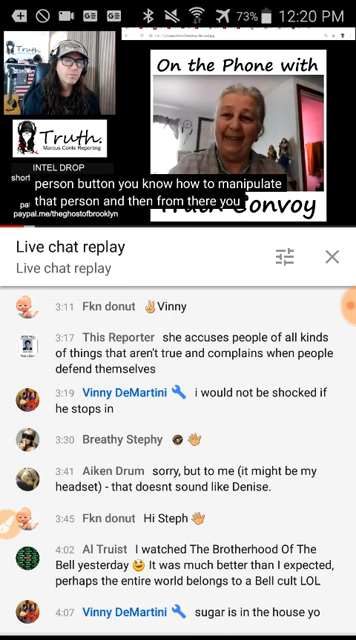 GE GE 73% 12:20 PM
Truth.
On the Phone with
Truth.
Marcus Conte Reporting
INTEL DROP
short
person button you know how to manipulate
that person and then from there you
Convoy
paypal.me/theghostofbrooklyn
Live chat replay
Live chat replay
3:11 Fkn donut ✌Vinny
3:17 This Reporter she accuses people of all kinds
of things that aren't true and complains when people
defend themselves
3:19 Vinny DeMartini i would not be shocked if
he stops in
3:30 Breathy Stephy 👋
3:41 Aiken Drum sorry, but to me (it might be my
headset) - that doesnt sound like Denise.
3:45 Fkn donut Hi Steph 👋
4:02 Al Truist I watched The Brotherhood Of The
Bell yesterday 😉 It was much better than I expected,
perhaps the entire world belongs to a Bell cult LOL
4:07 Vinny DeMartini sugar is in the house yo